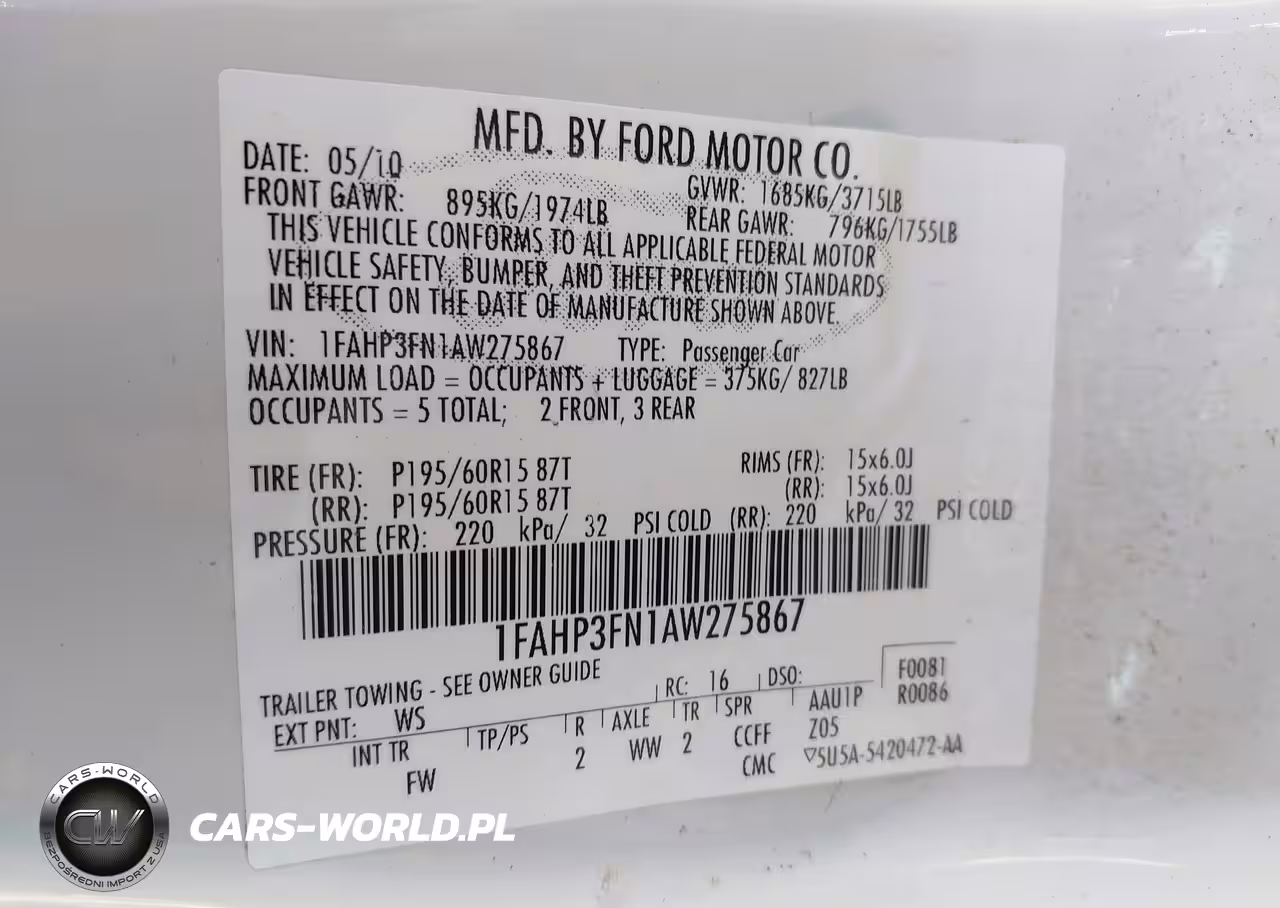 MFD. BY FORD MOTOR CO.
DATE: 05/10
GVWR: 1685KG/3715LB
FRONT GAWR: 895KG/1974LB
REAR GAWR: 796KG/1755LB
THIS VEHICLE CONFORMS TO ALL APPLICABLE FEDERAL MOTOR
VEHICLE SAFETY, BUMPER, AND THEFT PREVENTION STANDARDS
IN EFFECT ON THE DATE OF MANUFACTURE SHOWN ABOVE.
VIN: 1FAHP3FN1AW275867 TYPE: Passenger Car
MAXIMUM LOAD = OCCUPANTS + LUGGAGE = 375KG/ 827LB
OCCUPANTS = 5 TOTAL; 2 FRONT, 3 REAR
TIRE (FR): P195/60R15 87T RIMS (FR): 15x6.0J
(RR): P195/60R15 87T (RR): 15x6.0J
PRESSURE (FR): 220 kPa/ 32 PSI COLD (RR): 220 kPa/ 32 PSI COLD
1FAHP3FN1AW275867
TRAILER TOWING - SEE OWNER GUIDE
EXT PNT: WS RC: 16 DSO: F0081
R0086
INT TR TP/PS R AXLE TR SPR AAU1P
FW 2 WW 2 CCFF Z05
CMC ▽5U5A-5420472-AA
CARS-WORLD
CW
BEZPOŚREDNI IMPORT Z USA
CARS-WORLD.PL